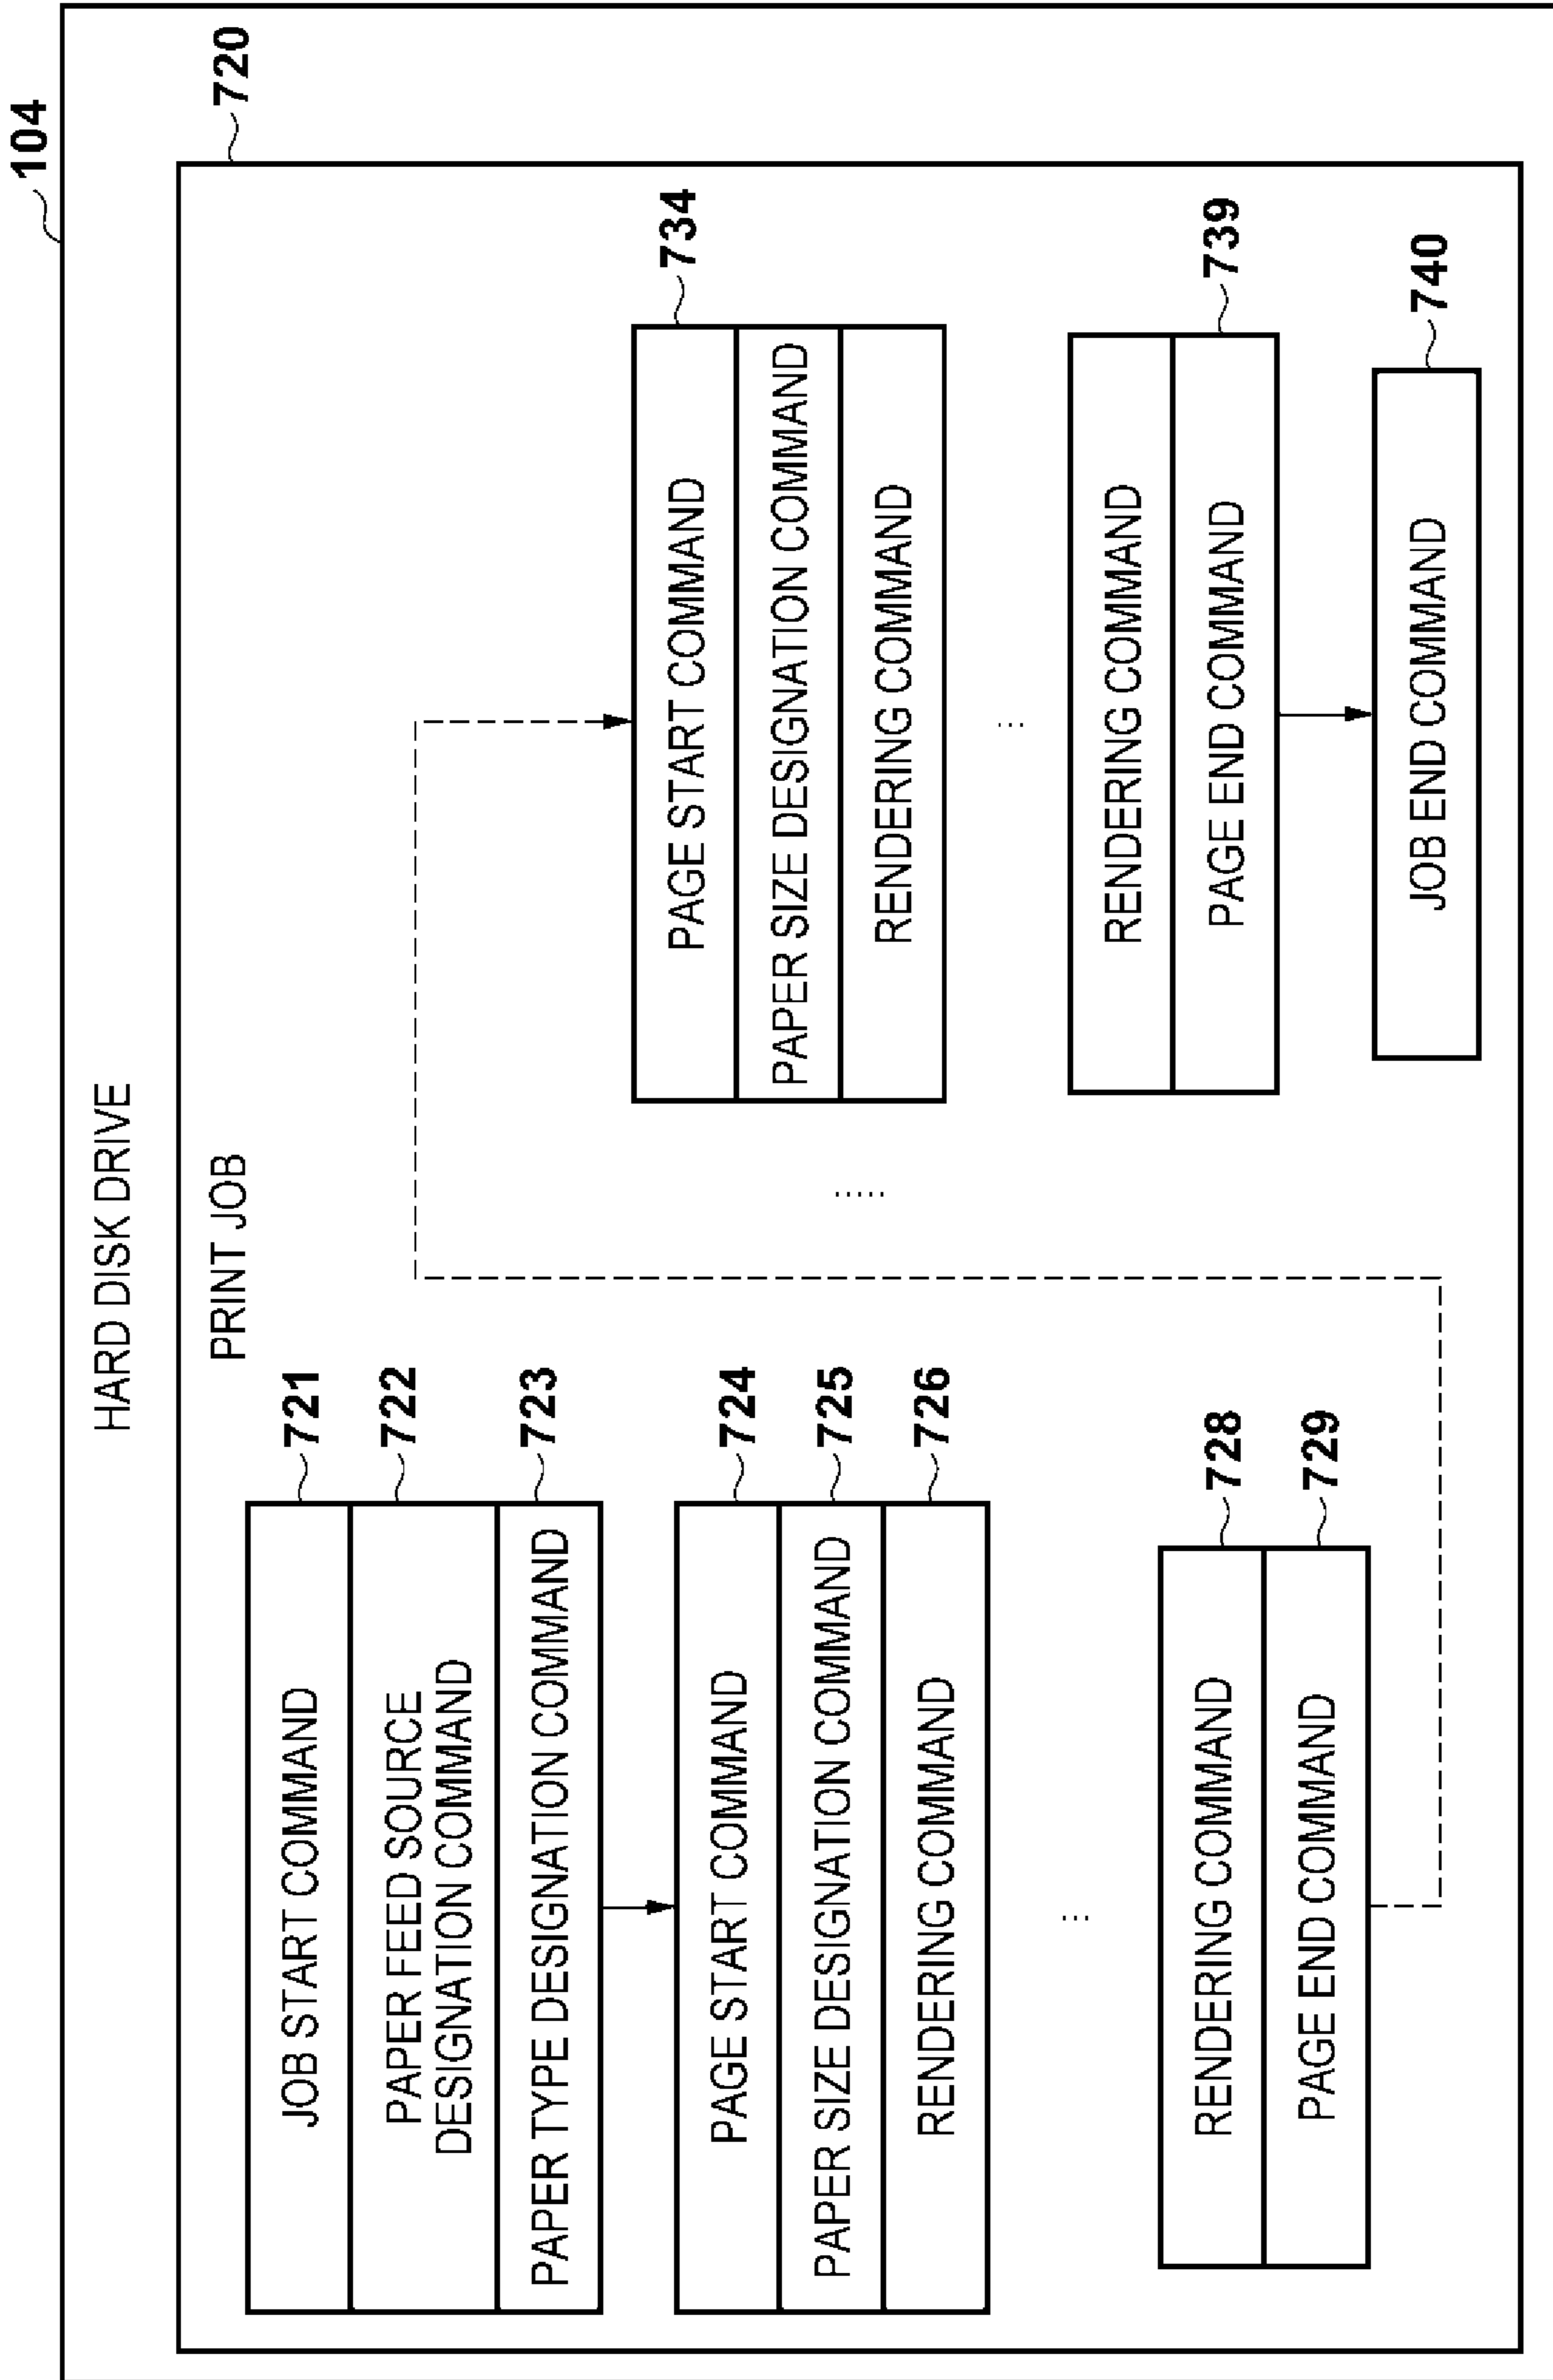 104
HARD DISK DRIVE
720
PRINT JOB
JOB START COMMAND
721
PAPER FEED SOURCE
DESIGNATION COMMAND
722
PAPER TYPE DESIGNATION COMMAND
723
PAGE START COMMAND
724
PAPER SIZE DESIGNATION COMMAND
725
RENDERING COMMAND
726
...
RENDERING COMMAND
728
PAGE END COMMAND
729
.....
PAGE START COMMAND
734
PAPER SIZE DESIGNATION COMMAND
RENDERING COMMAND
...
RENDERING COMMAND
PAGE END COMMAND
739
JOB END COMMAND
740